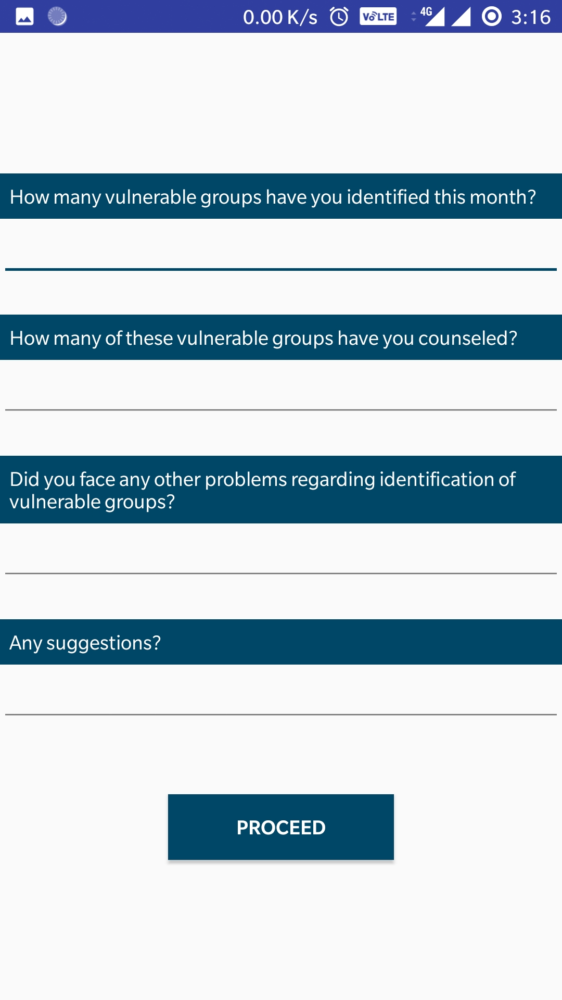 0.00 K/s VoLTE 4G 3:16
How many vulnerable groups have you identified this month?
How many of these vulnerable groups have you counseled?
Did you face any other problems regarding identification of
vulnerable groups?
Any suggestions?
PROCEED